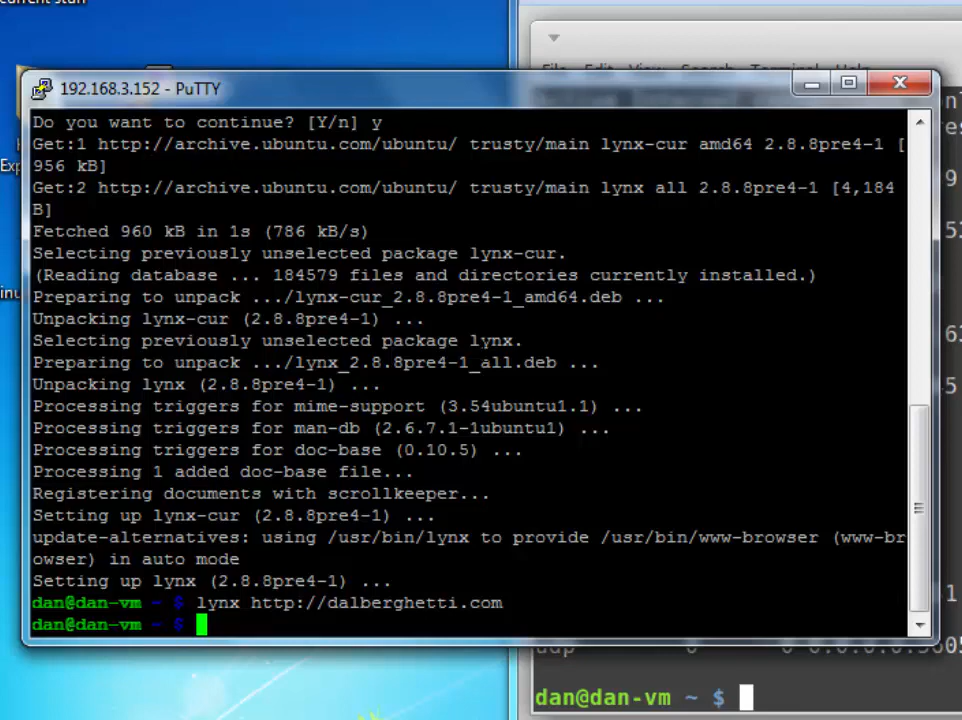 current stuff
File Edit View Search Terminal Help
192.168.3.152 - PuTTY
Do you want to continue? [Y/n] y
Get:1 http://archive.ubuntu.com/ubuntu/ trusty/main lynx-cur amd64 2.8.8pre4-1 [
956 kB]
Get:2 http://archive.ubuntu.com/ubuntu/ trusty/main lynx all 2.8.8pre4-1 [4,184
B]
Fetched 960 kB in 1s (786 kB/s)
Selecting previously unselected package lynx-cur.
(Reading database ... 184579 files and directories currently installed.)
Preparing to unpack .../lynx-cur_2.8.8pre4-1_amd64.deb ...
Unpacking lynx-cur (2.8.8pre4-1) ...
Selecting previously unselected package lynx.
Preparing to unpack .../lynx_2.8.8pre4-1_all.deb ...
Unpacking lynx (2.8.8pre4-1) ...
Processing triggers for mime-support (3.54ubuntu1.1) ...
Processing triggers for man-db (2.6.7.1-1ubuntu1) ...
Processing triggers for doc-base (0.10.5) ...
Processing 1 added doc-base file...
Registering documents with scrollkeeper...
Setting up lynx-cur (2.8.8pre4-1) ...
update-alternatives: using /usr/bin/lynx to provide /usr/bin/www-browser (www-br
owser) in auto mode
Setting up lynx (2.8.8pre4-1) ...
dan@dan-vm ~ $ lynx http://dalberghetti.com
dan@dan-vm ~ $
dan@dan-vm ~ $